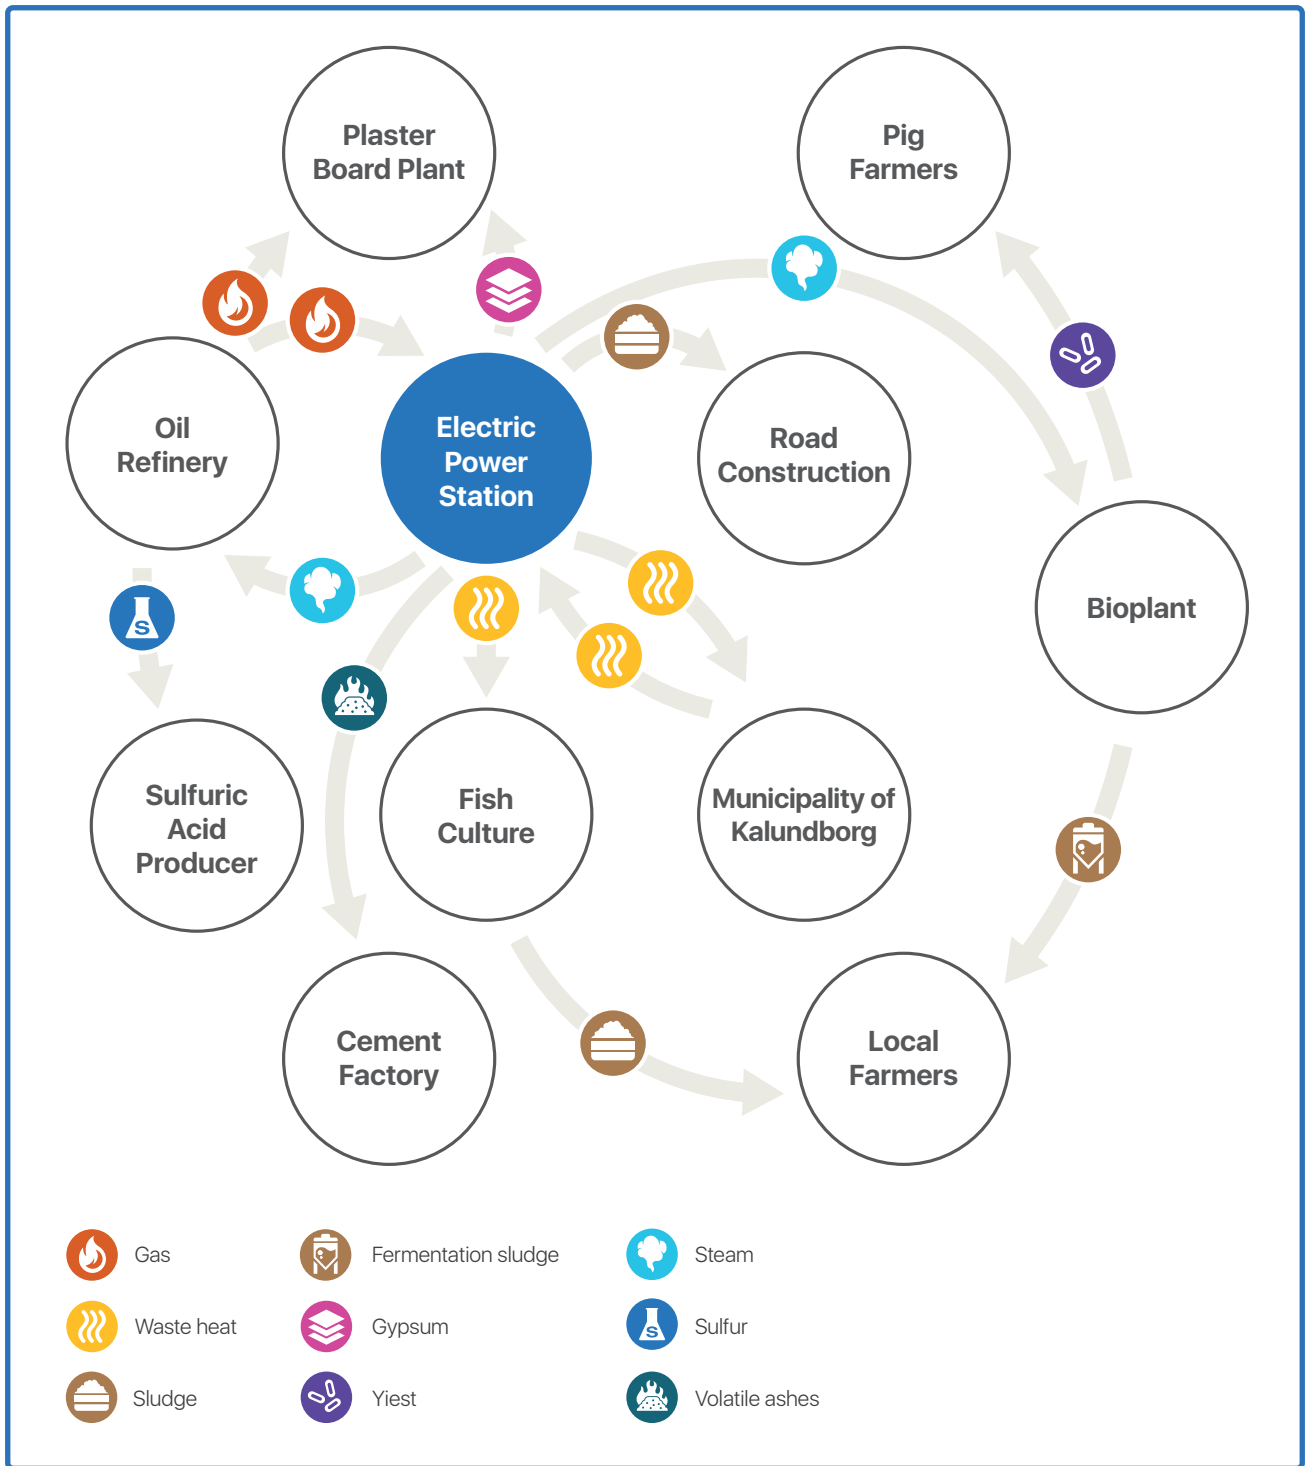 Plaster
Board Plant
Pig
Farmers
Oil
Refinery
Electric
Power
Station
Road
Construction
Bioplant
S
Sulfuric
Acid
Producer
Fish
Culture
Municipality of
Kalundborg
Cement
Factory
Local
Farmers
Gas
Fermentation sludge
Steam
Waste heat
Gypsum
S
Sulfur
Sludge
Yiest
Volatile ashes